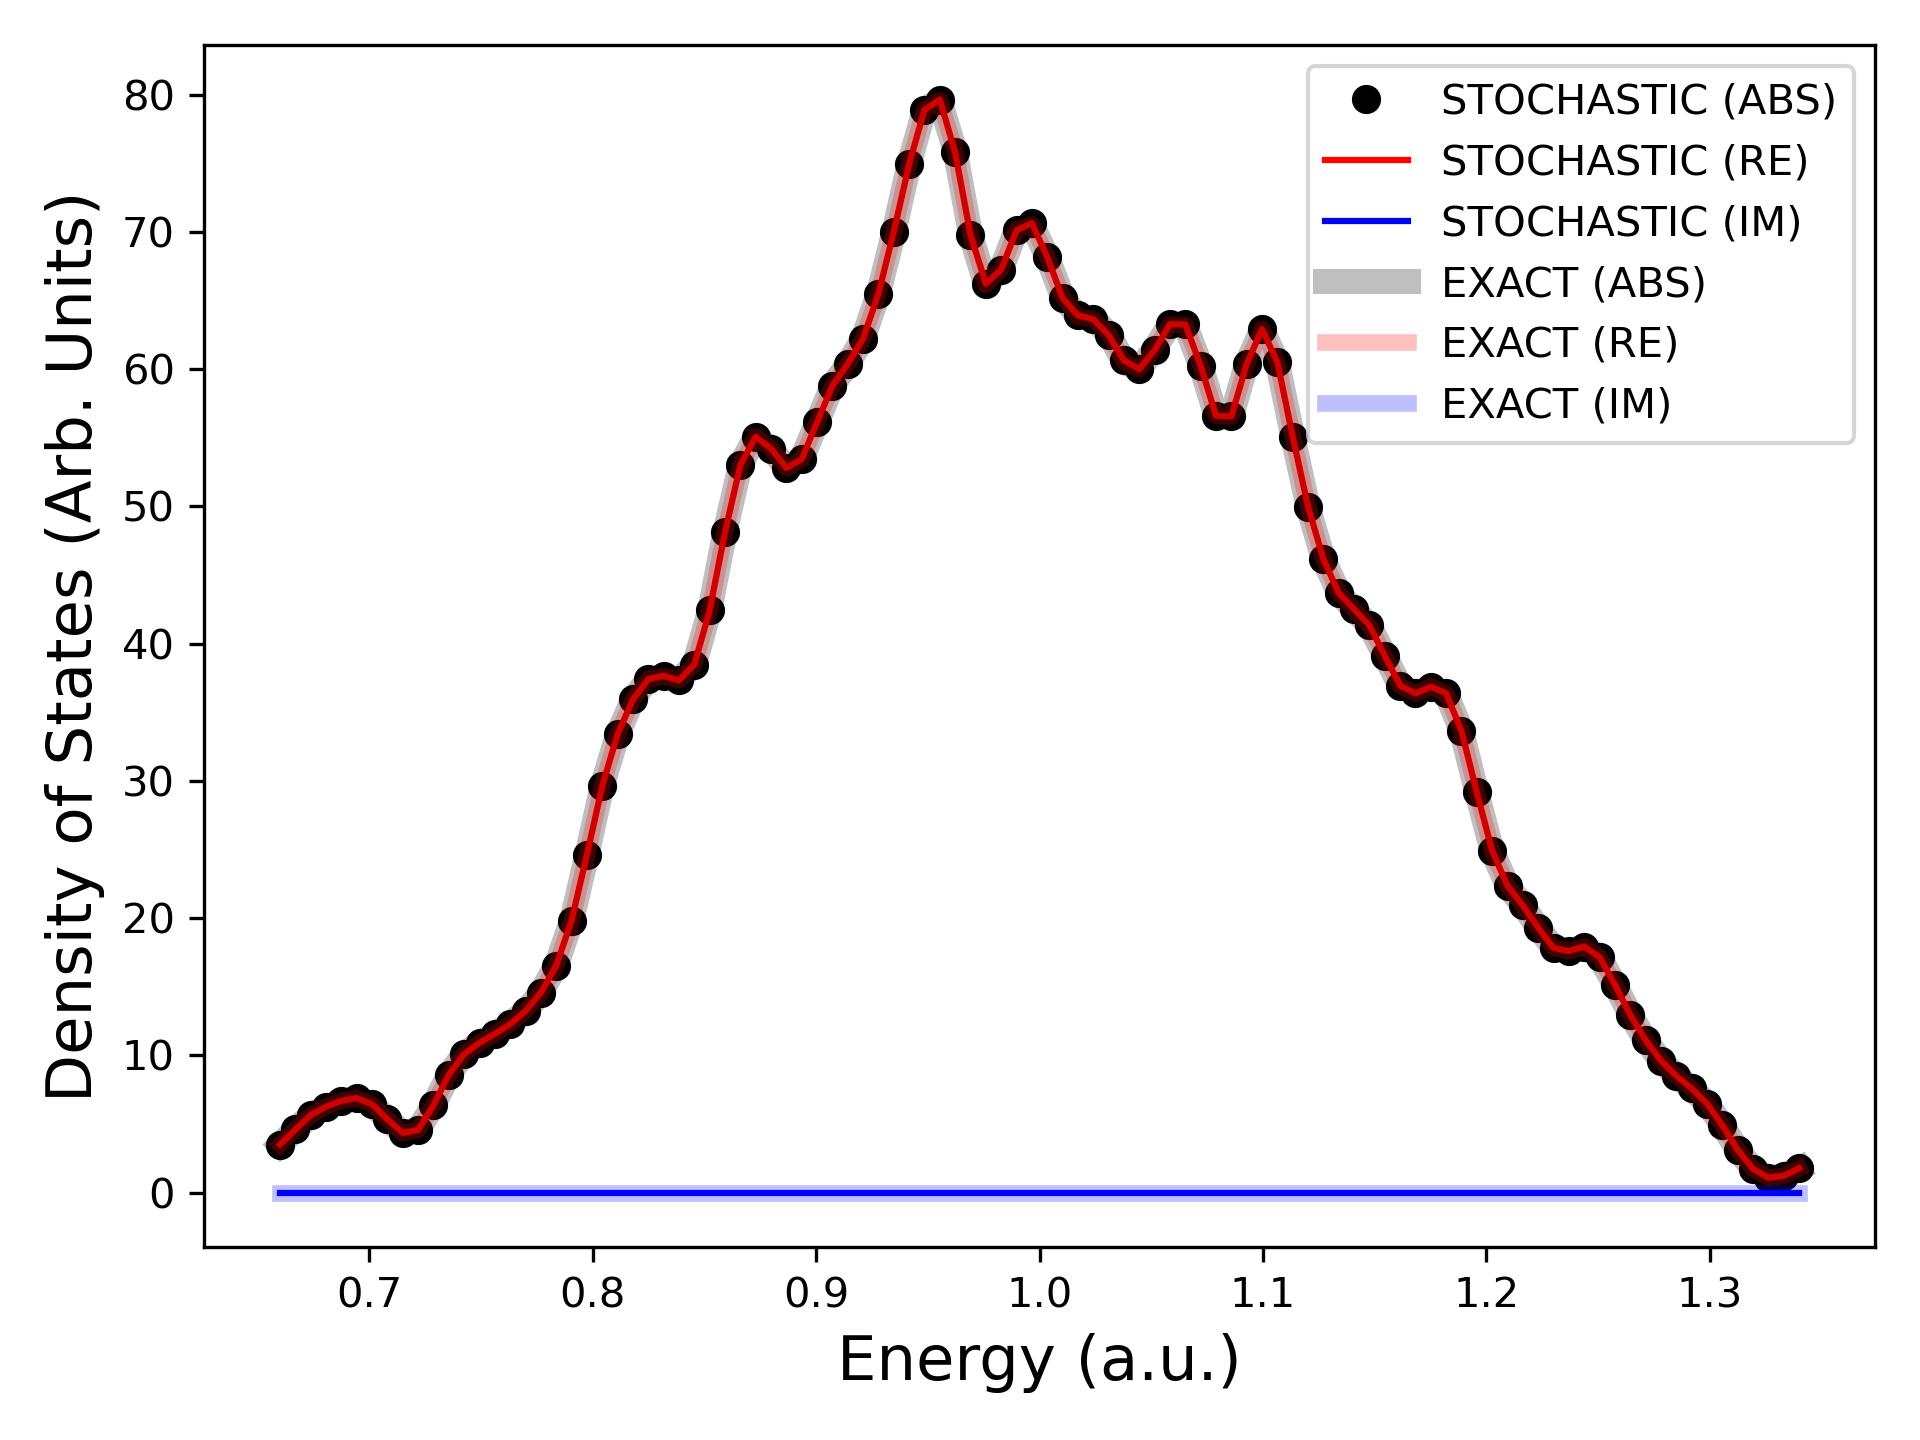 80
70
60
50
40
30
20
10
0
Density of States (Arb. Units)
STOCHASTIC (ABS)
STOCHASTIC (RE)
STOCHASTIC (IM)
EXACT (ABS)
EXACT (RE)
EXACT (IM)
0.7 0.8 0.9 1.0 1.1 1.2 1.3
Energy (a.u.)